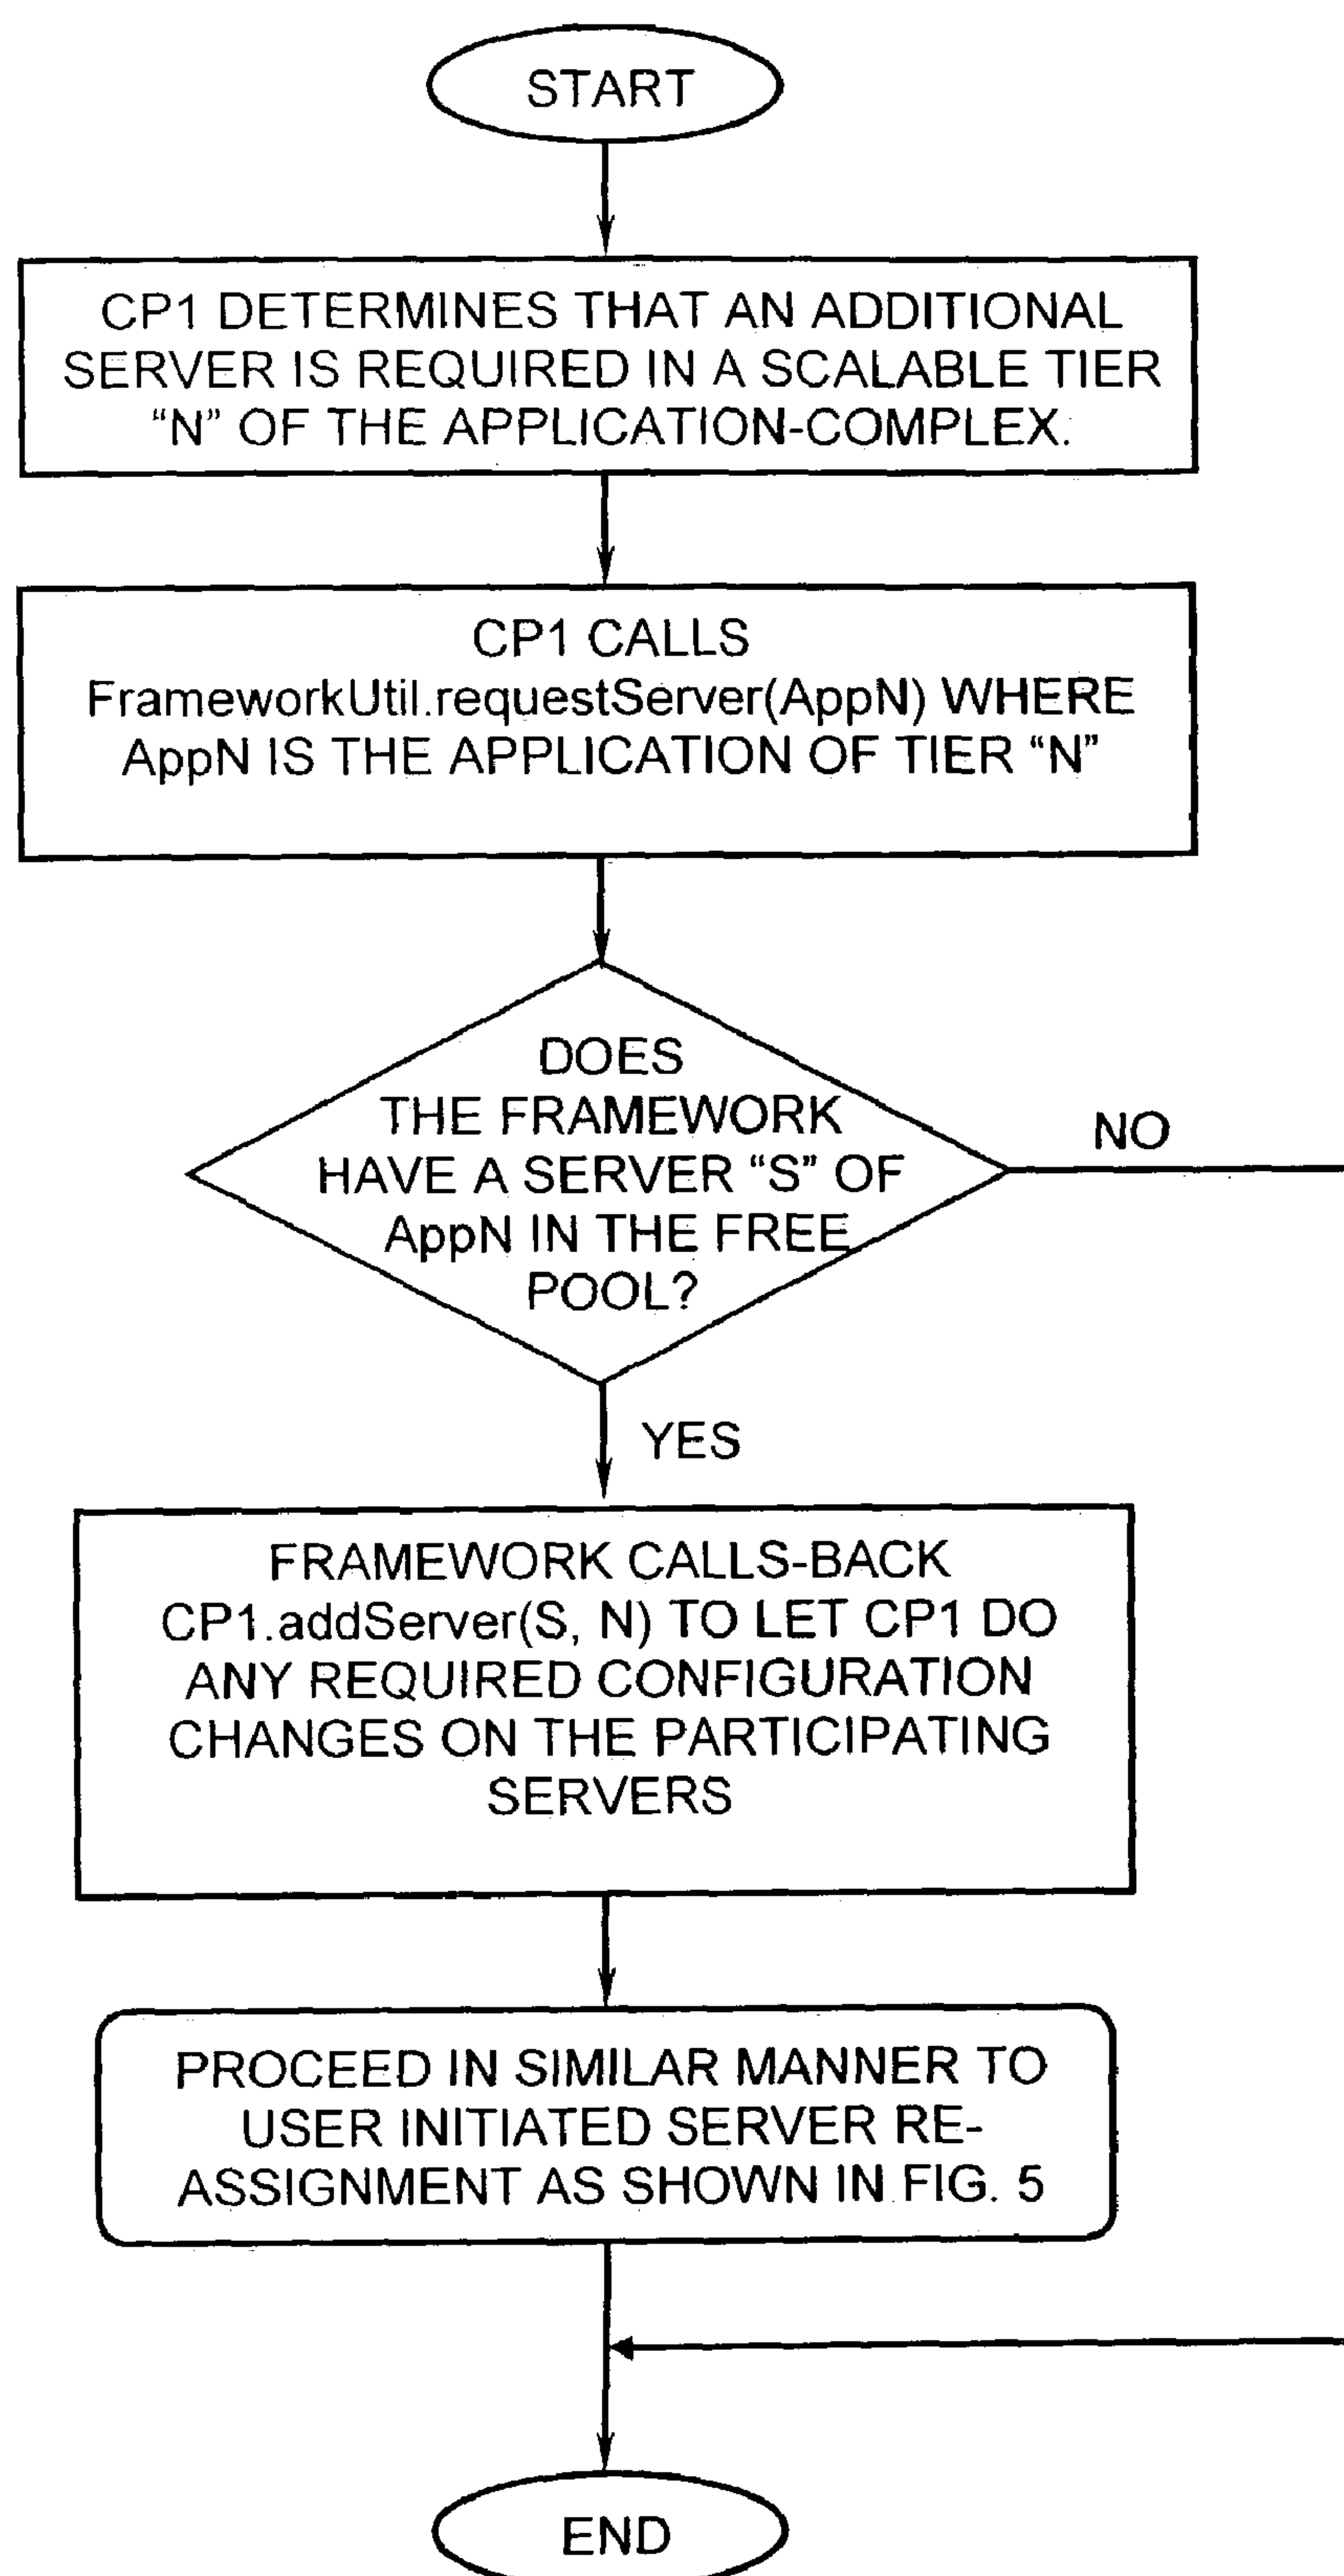 START
CP1 DETERMINES THAT AN ADDITIONAL
SERVER IS REQUIRED IN A SCALABLE TIER
“N” OF THE APPLICATION-COMPLEX.
CP1 CALLS
FrameworkUtil.requestServer(AppN) WHERE
AppN IS THE APPLICATION OF TIER “N”
DOES
THE FRAMEWORK
HAVE A SERVER “S” OF
AppN IN THE FREE
POOL?
NO
YES
FRAMEWORK CALLS-BACK
CP1.addServer(S, N) TO LET CP1 DO
ANY REQUIRED CONFIGURATION
CHANGES ON THE PARTICIPATING
SERVERS
PROCEED IN SIMILAR MANNER TO
USER INITIATED SERVER RE-
ASSIGNMENT AS SHOWN IN FIG. 5
END